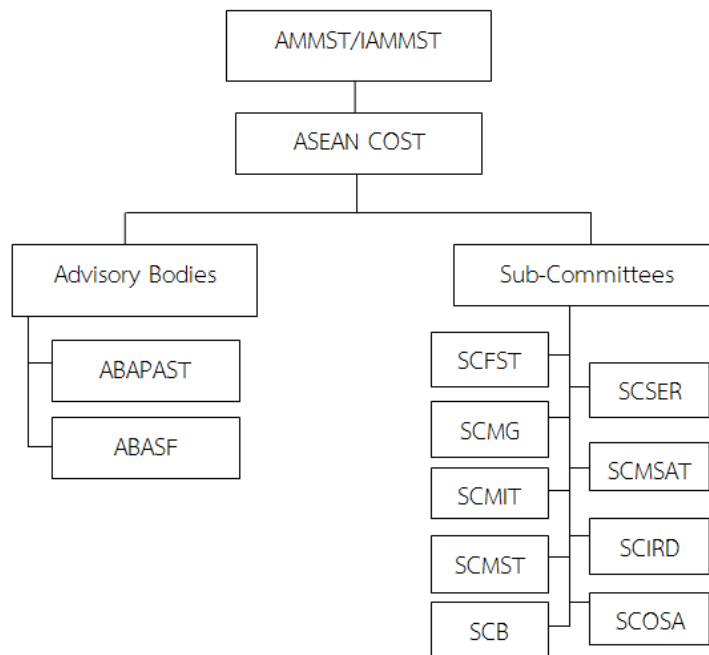 AMMST/IAMMST
ASEAN COST
Advisory Bodies
ABAPAST
ABASF
Sub-Committees
SCFST
SCSER
SCMG
SCMSAT
SCMIT
SCIRD
SCMST
SCOSA
SCB